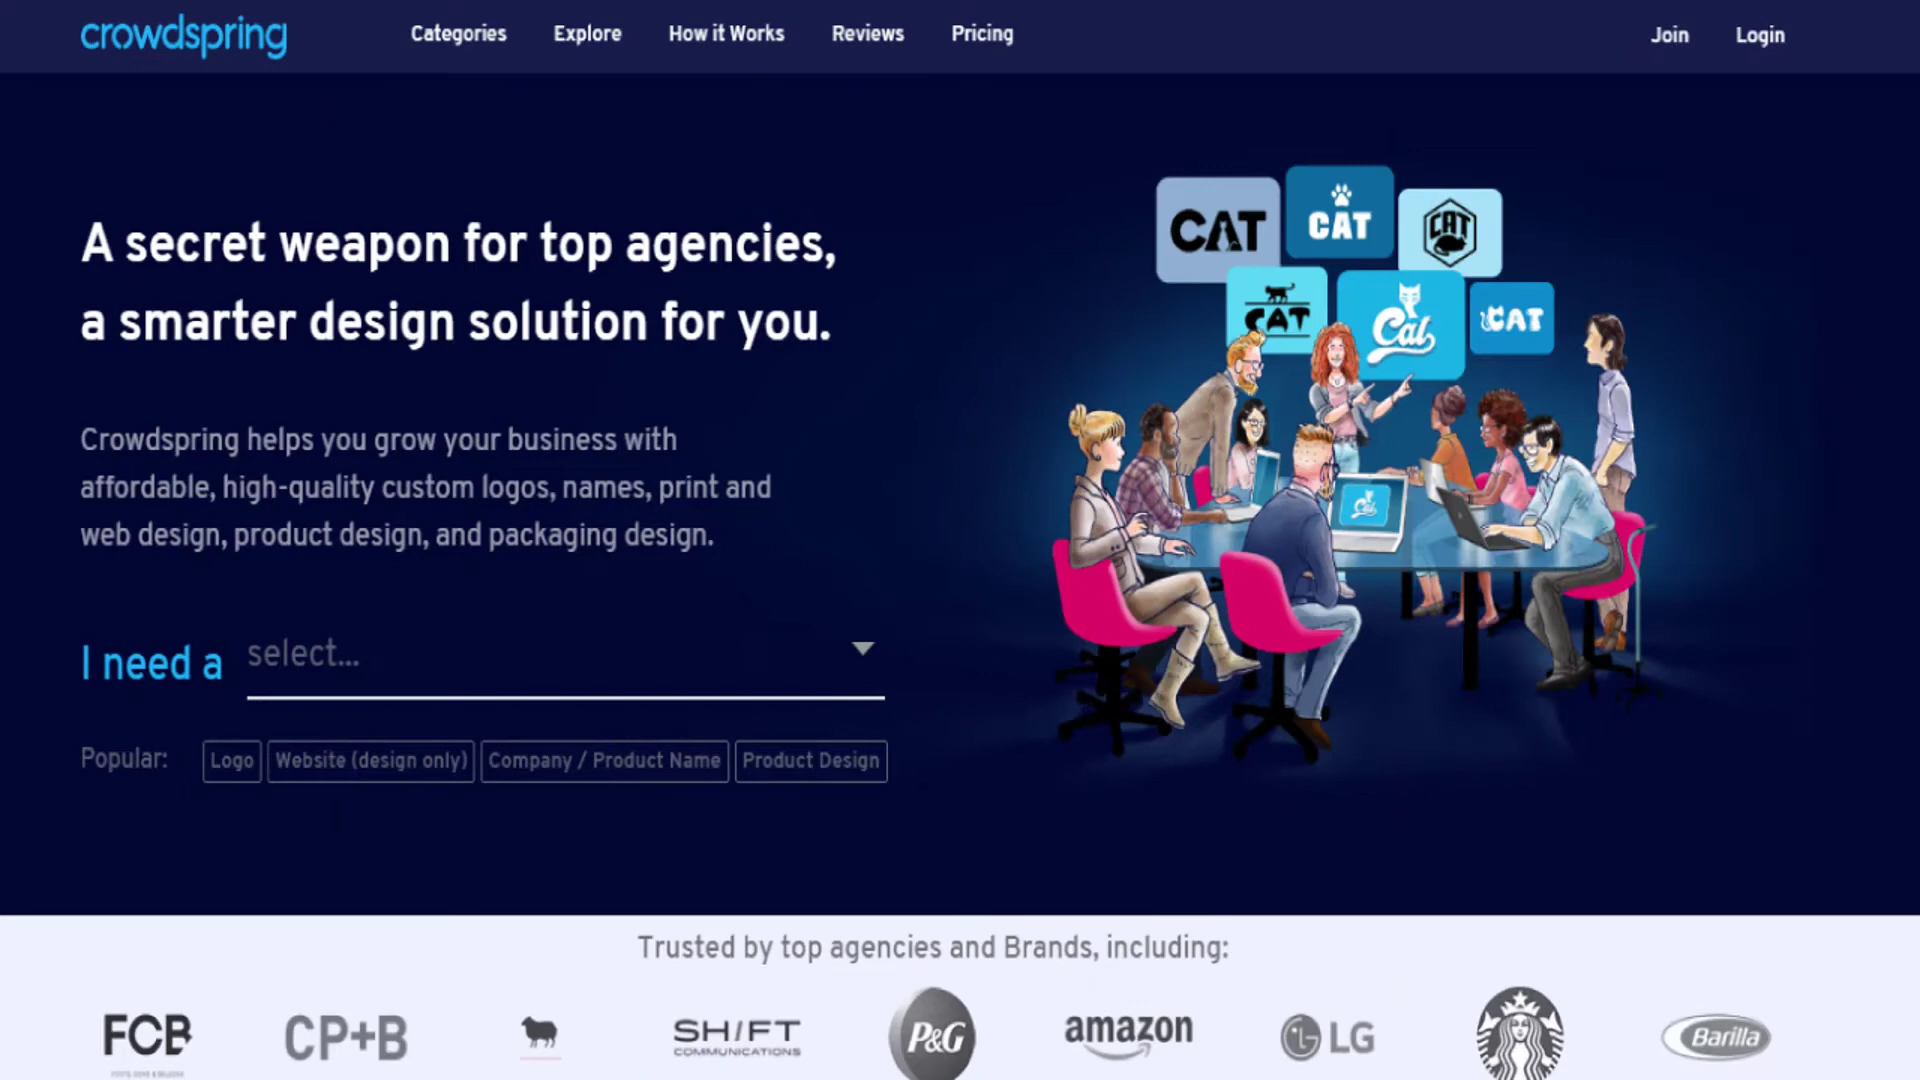 crowdspring
Categories
Explore
How it Works
Reviews
Pricing
Join
Login
A secret weapon for top agencies,
a smarter design solution for you.
Crowdspring helps you grow your business with
affordable, high-quality custom logos, names, print and
web design, product design, and packaging design.
I need a
select...
Popular:
Logo
Website (design only)
Company / Product Name
Product Design
CAT
CAT
CAT
CAT
Cat
CAT
Cat
Trusted by top agencies and Brands, including:
FCB
CP+B
SH/FT
COMMUNICATIONS
P&G
amazon
LG
Barilla